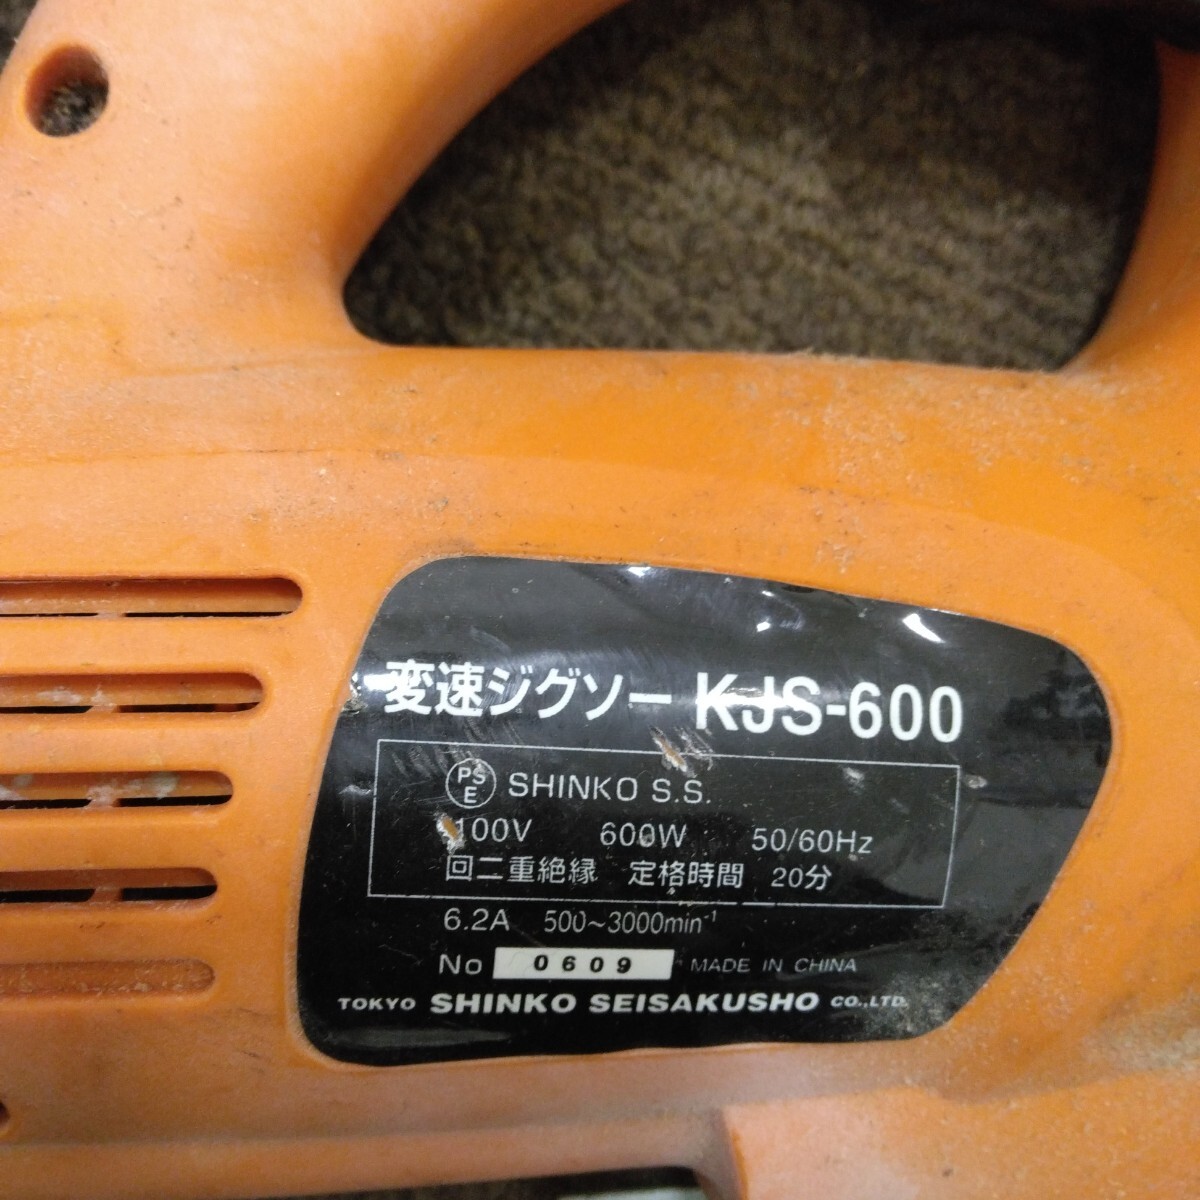 変速ジグソー KJS-600
PS E SHINKO S.S.
100V 600W 50/60Hz
回二重絶縁 定格時間 20分
6.2A 500~3000min⁻¹
No 0609 MADE IN CHINA
TOKYO SHINKO SEISAKUSHO CO.,LTD.